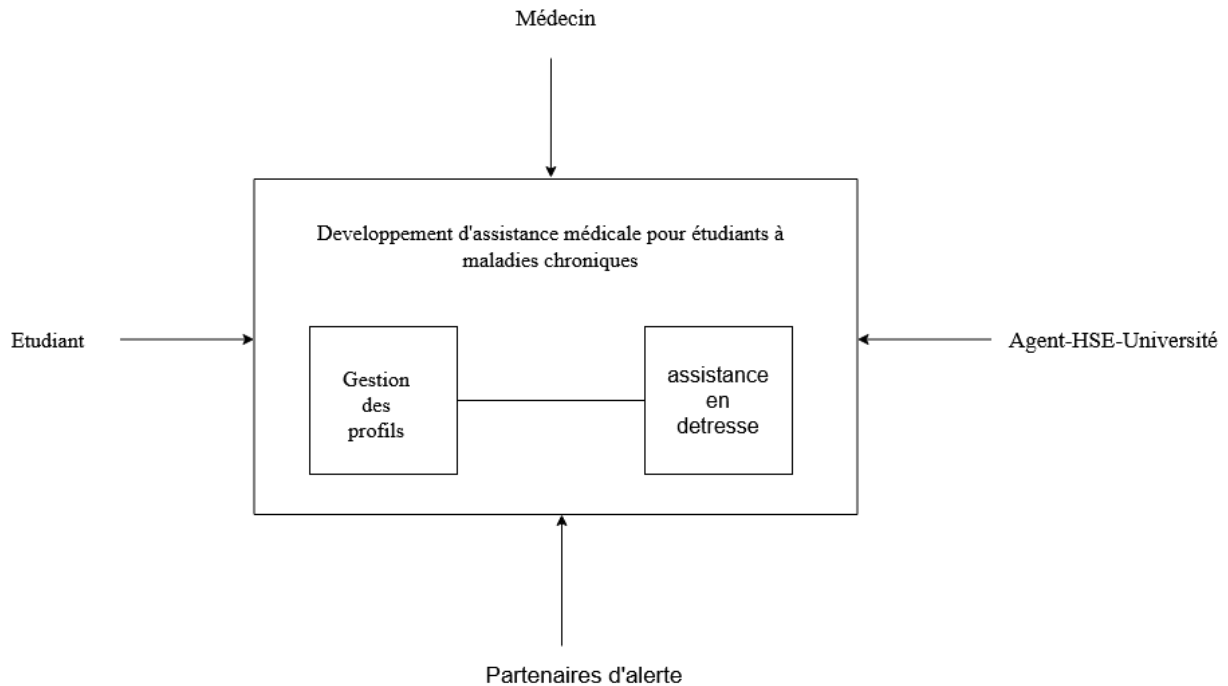 Médecin
Developpement d'assistance médicale pour étudiants à
maladies chroniques
Etudiant
Agent-HSE-Université
Gestion
des
profils
assistance
en
detresse
Partenaires d'alerte